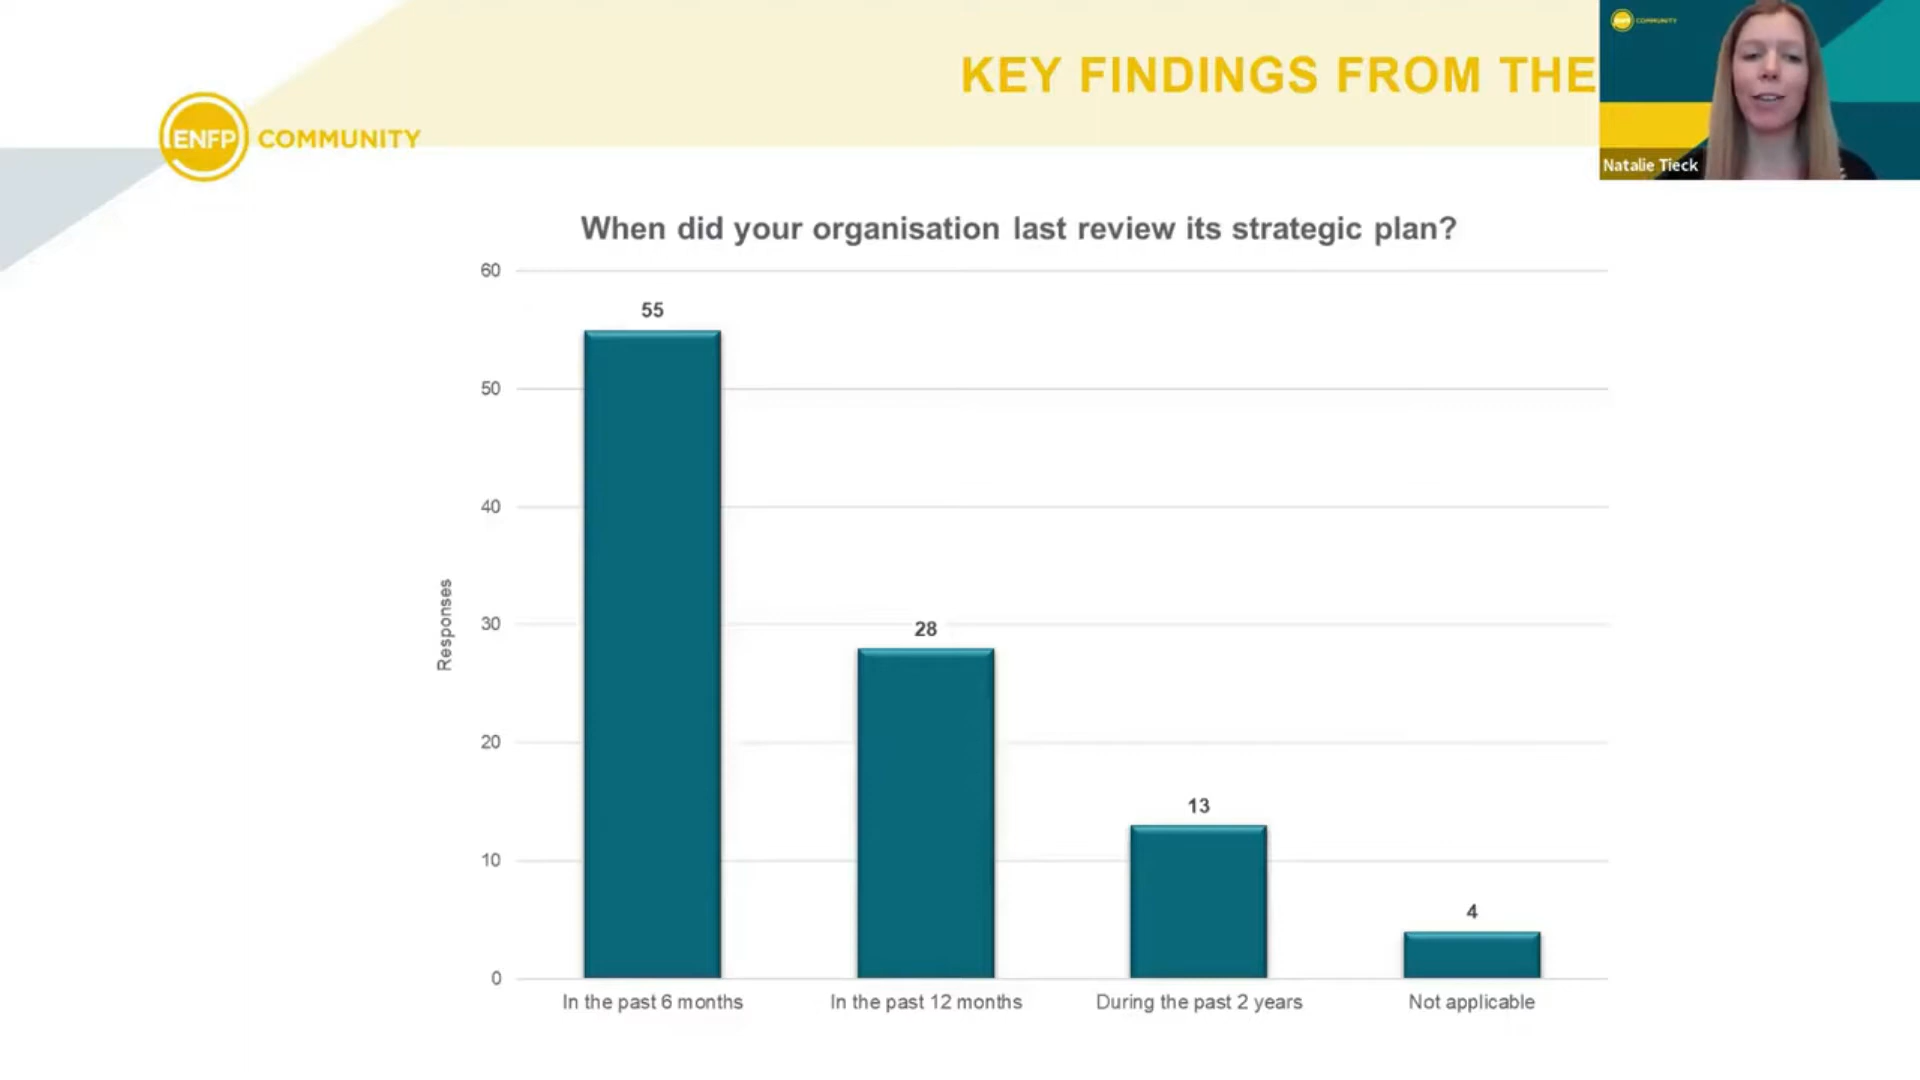 KEY FINDINGS FROM THE
COMMUNITY
Natalie Tieck
ENFP COMMUNITY
When did your organisation last review its strategic plan?
60
50
40
30
20
10
0
Responses
55
28
13
4
In the past 6 months
In the past 12 months
During the past 2 years
Not applicable